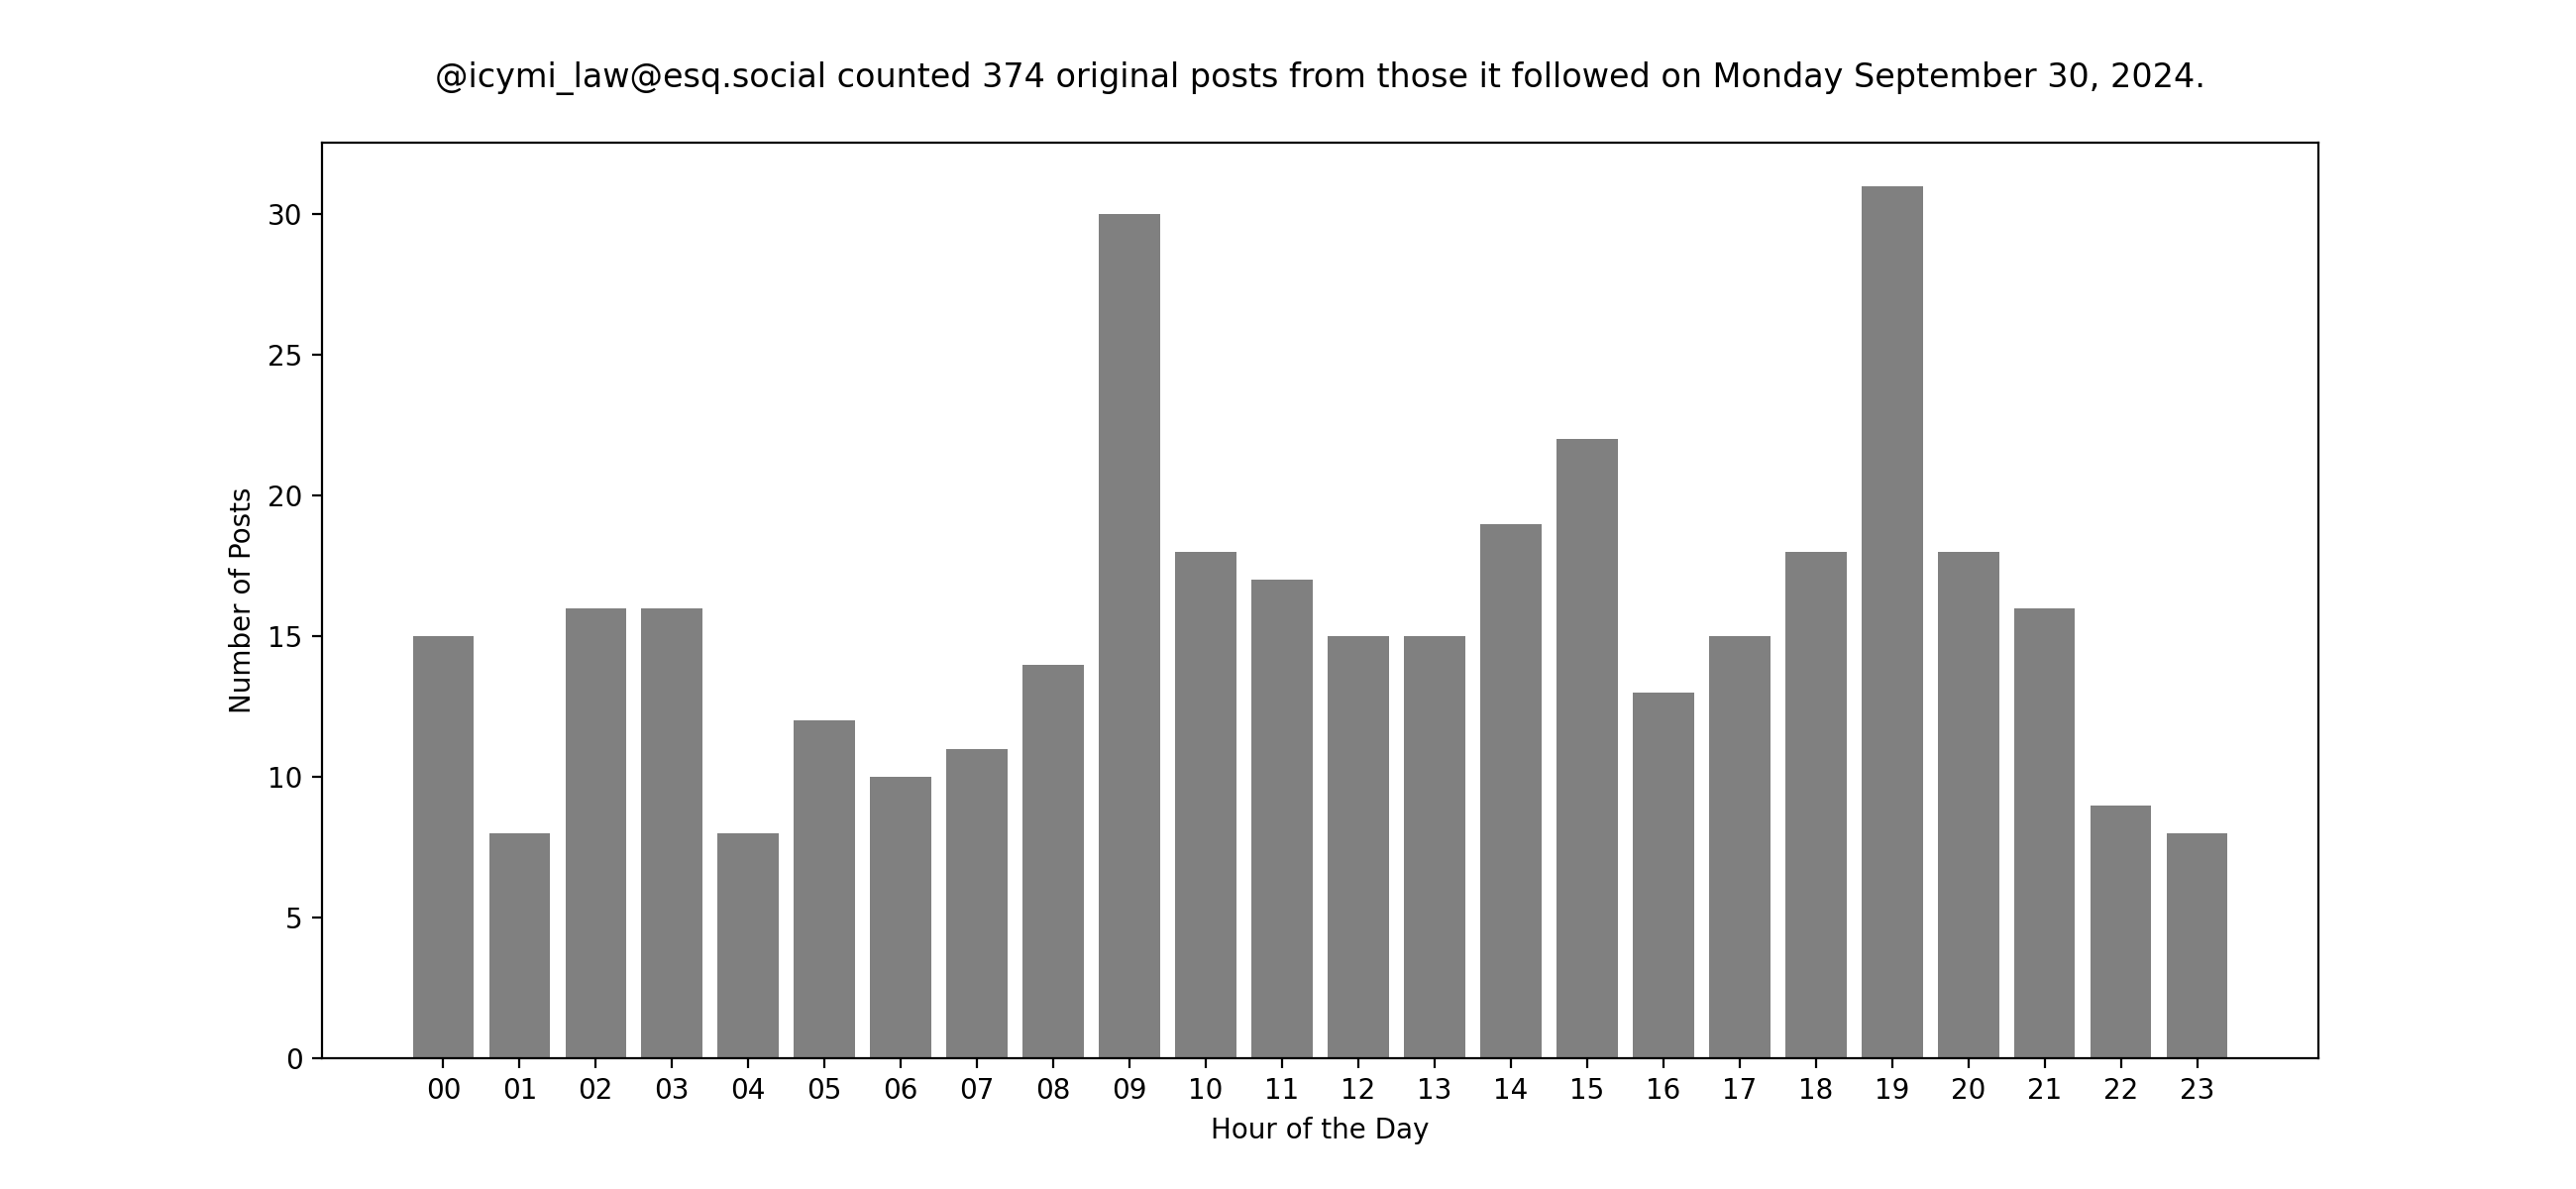 @icymi_law@esq.social counted 374 original posts from those it followed on Monday September 30, 2024.
30
25
20
15
10
5
0
Number of Posts
00 01 02 03 04 05 06 07 08 09 10 11 12 13 14 15 16 17 18 19 20 21 22 23
Hour of the Day